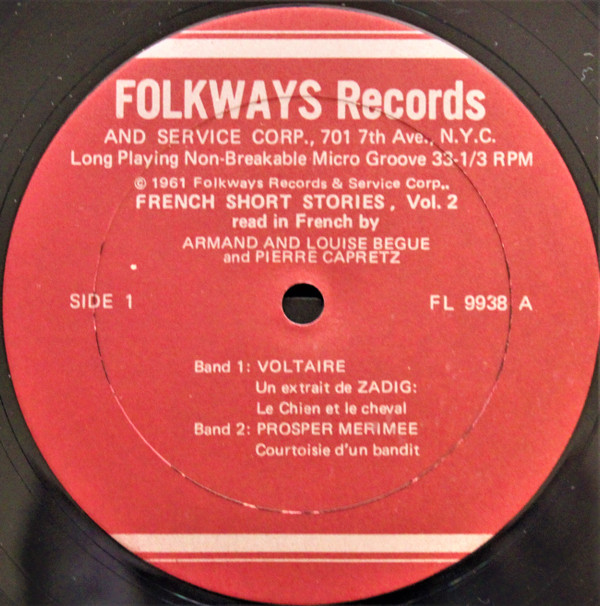 FOLKWAYS Records
AND SERVICE CORP., 701 7th Ave., N.Y.C.
Long Playing Non-Breakable Micro Groove 33-1/3 RPM
© 1961 Folkways Records & Service Corp.,
FRENCH SHORT STORIES, Vol. 2
read in French by
ARMAND AND LOUISE BEGUE
and PIERRE CAPRETZ
SIDE 1 FL 9938 A
Band 1: VOLTAIRE
Un extrait de ZADIG:
Le Chien et le cheval
Band 2: PROSPER MERIMEE
Courtoisie d'un bandit